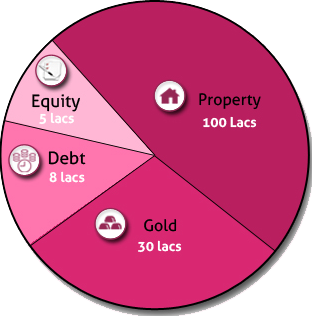 Equity
5 lacs
Property
100 Lacs
Debt
8 lacs
Gold
30 lacs